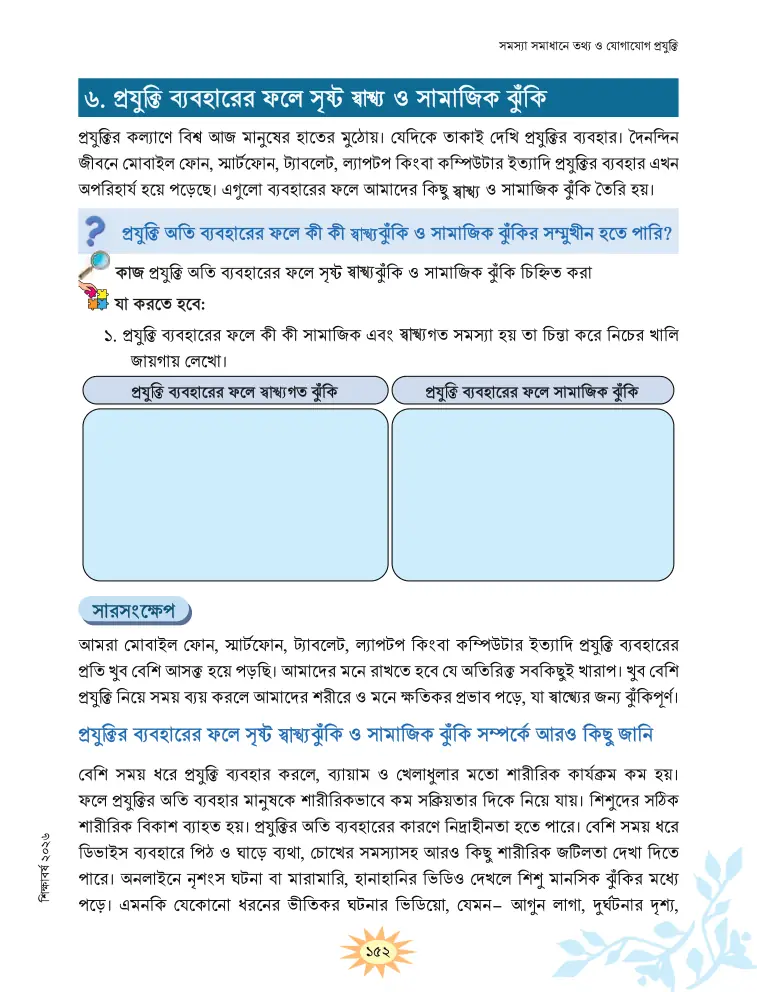 সমস্যা সমাধানে তথ্য ও যোগাযোগ প্রযুক্তি
৬. প্রযুক্তি ব্যবহারের ফলে সৃষ্ট স্বাস্থ্য ও সামাজিক ঝুঁকি
প্রযুক্তির কল্যাণে বিশ্ব আজ মানুষের হাতের মুঠোয়। যেদিকে তাকাই দেখি প্রযুক্তির ব্যবহার। দৈনন্দিন
জীবনে মোবাইল ফোন, স্মার্টফোন, ট্যাবলেট, ল্যাপটপ কিংবা কম্পিউটার ইত্যাদি প্রযুক্তির ব্যবহার এখন
অপরিহার্য হয়ে পড়েছে। এগুলো ব্যবহারের ফলে আমাদের কিছু স্বাস্থ্য ও সামাজিক ঝুঁকি তৈরি হয়।
? প্রযুক্তি অতি ব্যবহারের ফলে কী কী স্বাস্থ্যঝুঁকি ও সামাজিক ঝুঁকির সম্মুখীন হতে পারি?
কাজ প্রযুক্তি অতি ব্যবহারের ফলে সৃষ্ট স্বাস্থ্যঝুঁকি ও সামাজিক ঝুঁকি চিহ্নিত করা
যা করতে হবে:
১. প্রযুক্তি ব্যবহারের ফলে কী কী সামাজিক এবং স্বাস্থ্যগত সমস্যা হয় তা চিন্তা করে নিচের খালি
জায়গায় লেখো।
প্রযুক্তি ব্যবহারের ফলে স্বাস্থ্যগত ঝুঁকি
প্রযুক্তি ব্যবহারের ফলে সামাজিক ঝুঁকি
সারসংক্ষেপ
আমরা মোবাইল ফোন, স্মার্টফোন, ট্যাবলেট, ল্যাপটপ কিংবা কম্পিউটার ইত্যাদি প্রযুক্তি ব্যবহারের
প্রতি খুব বেশি আসক্ত হয়ে পড়ছি। আমাদের মনে রাখতে হবে যে অতিরিক্ত সবকিছুই খারাপ। খুব বেশি
প্রযুক্তি নিয়ে সময় ব্যয় করলে আমাদের শরীরে ও মনে ক্ষতিকর প্রভাব পড়ে, যা স্বাস্থ্যের জন্য ঝুঁকিপূর্ণ।
প্রযুক্তির ব্যবহারের ফলে সৃষ্ট স্বাস্থ্যঝুঁকি ও সামাজিক ঝুঁকি সম্পর্কে আরও কিছু জানি
বেশি সময় ধরে প্রযুক্তি ব্যবহার করলে, ব্যায়াম ও খেলাধুলার মতো শারীরিক কার্যক্রম কম হয়।
ফলে প্রযুক্তির অতি ব্যবহার মানুষকে শারীরিকভাবে কম সক্রিয়তার দিকে নিয়ে যায়। শিশুদের সঠিক
শারীরিক বিকাশ ব্যাহত হয়। প্রযুক্তির অতি ব্যবহারের কারণে নিদ্রাহীনতা হতে পারে। বেশি সময় ধরে
ডিভাইস ব্যবহারে পিঠ ও ঘাড়ে ব্যথা, চোখের সমস্যাসহ আরও কিছু শারীরিক জটিলতা দেখা দিতে
পারে। অনলাইনে নৃশংস ঘটনা বা মারামারি, হানাহানির ভিডিও দেখলে শিশু মানসিক ঝুঁকির মধ্যে
পড়ে। এমনকি যেকোনো ধরনের ভীতিকর ঘটনার ভিডিয়ো, যেমন– আগুন লাগা, দুর্ঘটনার দৃশ্য,
শিক্ষাবর্ষ ২০২৬
১৫২